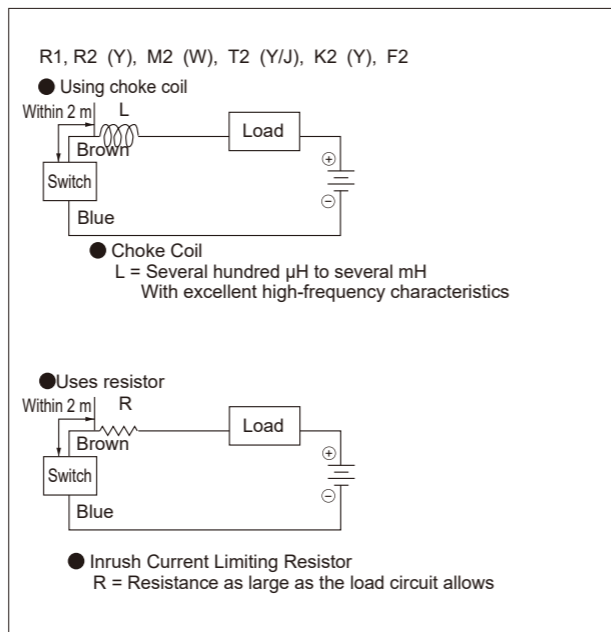 R1, R2 (Y), M2 (W), T2 (Y/J), K2 (Y), F2
● Using choke coil
Within 2 m
L
Brown
Load
Switch
⊕
⊖
Blue
● Choke Coil
L = Several hundred µH to several mH
With excellent high-frequency characteristics
●Uses resistor
Within 2 m
R
Brown
Load
Switch
⊕
⊖
Blue
● Inrush Current Limiting Resistor
R = Resistance as large as the load circuit allows